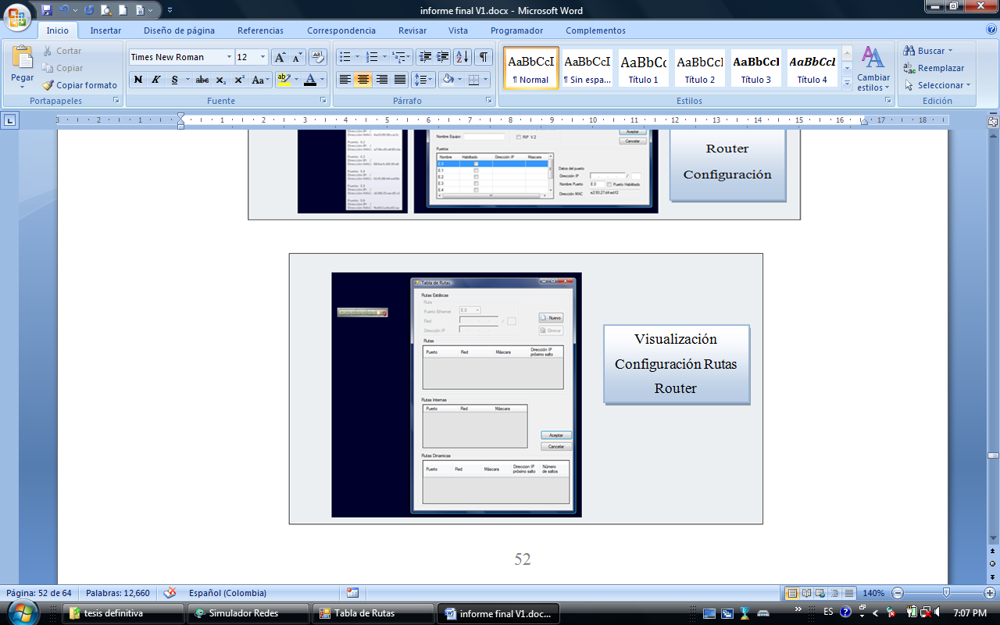 informe final V1.docx - Microsoft Word
Inicio Insertar Diseño de página Referencias Correspondencia Revisar Vista Programador Complementos
Pegar
Cortar
Copiar
Copiar formato
Portapapeles
Times New Roman 12
N K S abc x₂ x² Aa
Fuente
Párrafo
AaBbCcI AaBbCcI AaBbCc AaBbCcI AaBbCcI AaBbCcI
¶ Normal ¶ Sin espa... Título 1 Título 2 Título 3 Título 4
Estilos
Cambiar estilos
Buscar
Reemplazar
Seleccionar
Edición
3 2 1 1 2 3 4 5 6 7 8 9 10 11 12 13 14 15 16 17 18
Nombre Equipo: RIP V.2
Aceptar
Cancelar
Puertos
Nombre Habilitado Dirección IP Mascara
E.0
E.1
E.2
E.3
E.4
Datos del puerto
Dirección IP /
Nombre Puerto E.0 Puerto Habilitado
Dirección MAC
Router
Configuración
Tabla de Rutas
Rutas Estáticas
Ruta
Puerto Ethernet E.0
Red /
Dirección IP
Nuevo
Eliminar
Rutas
Puerto Red Máscara Dirección IP próximo salto
Rutas Internas
Puerto Red Máscara
Aceptar
Cancelar
Rutas Dinamicas
Puerto Red Máscara Direccion IP próximo salto Número de saltos
Visualización
Configuración Rutas
Router
52
Página: 52 de 64 Palabras: 12,660 Español (Colombia) 140%
tesis definitiva Simulador Redes Tabla de Rutas informe final V1.doc... ES 7:07 PM